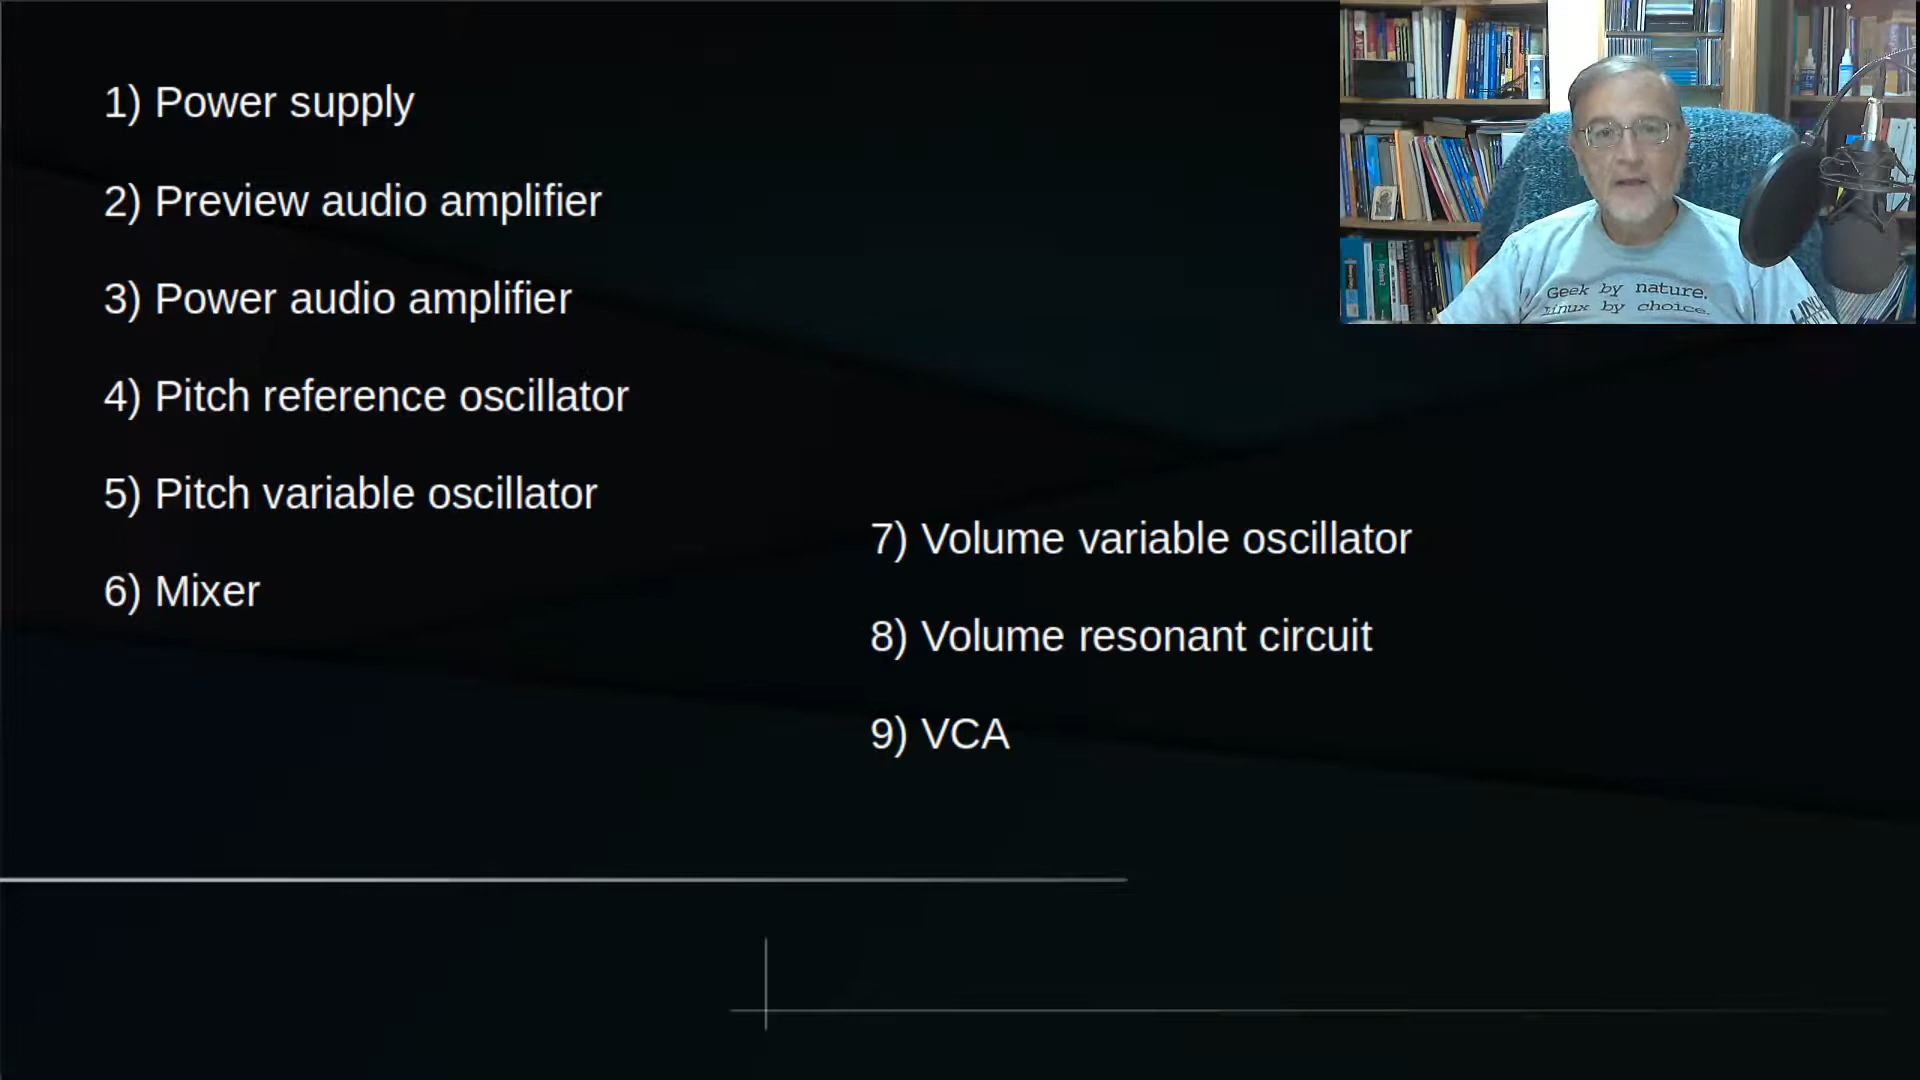 1) Power supply
2) Preview audio amplifier
3) Power audio amplifier
4) Pitch reference oscillator
5) Pitch variable oscillator
6) Mixer
7) Volume variable oscillator
8) Volume resonant circuit
9) VCA
Geek by nature.
Linux by choice.